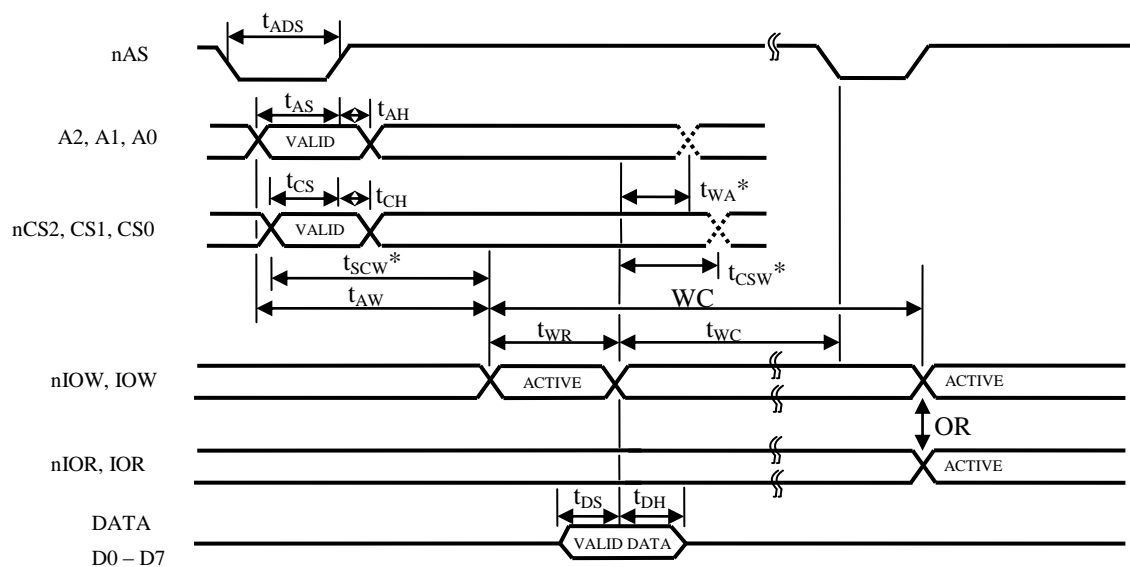 tADS
nAS
tAS
tAH
A2, A1, A0
VALID
tCS
tCH
tWA*
nCS2, CS1, CS0
VALID
tSCW*
tCSW*
tAW
WC
tWR
tWC
nIOW, IOW
ACTIVE
ACTIVE
OR
nIOR, IOR
ACTIVE
tDS
tDH
DATA
D0 – D7
VALID DATA